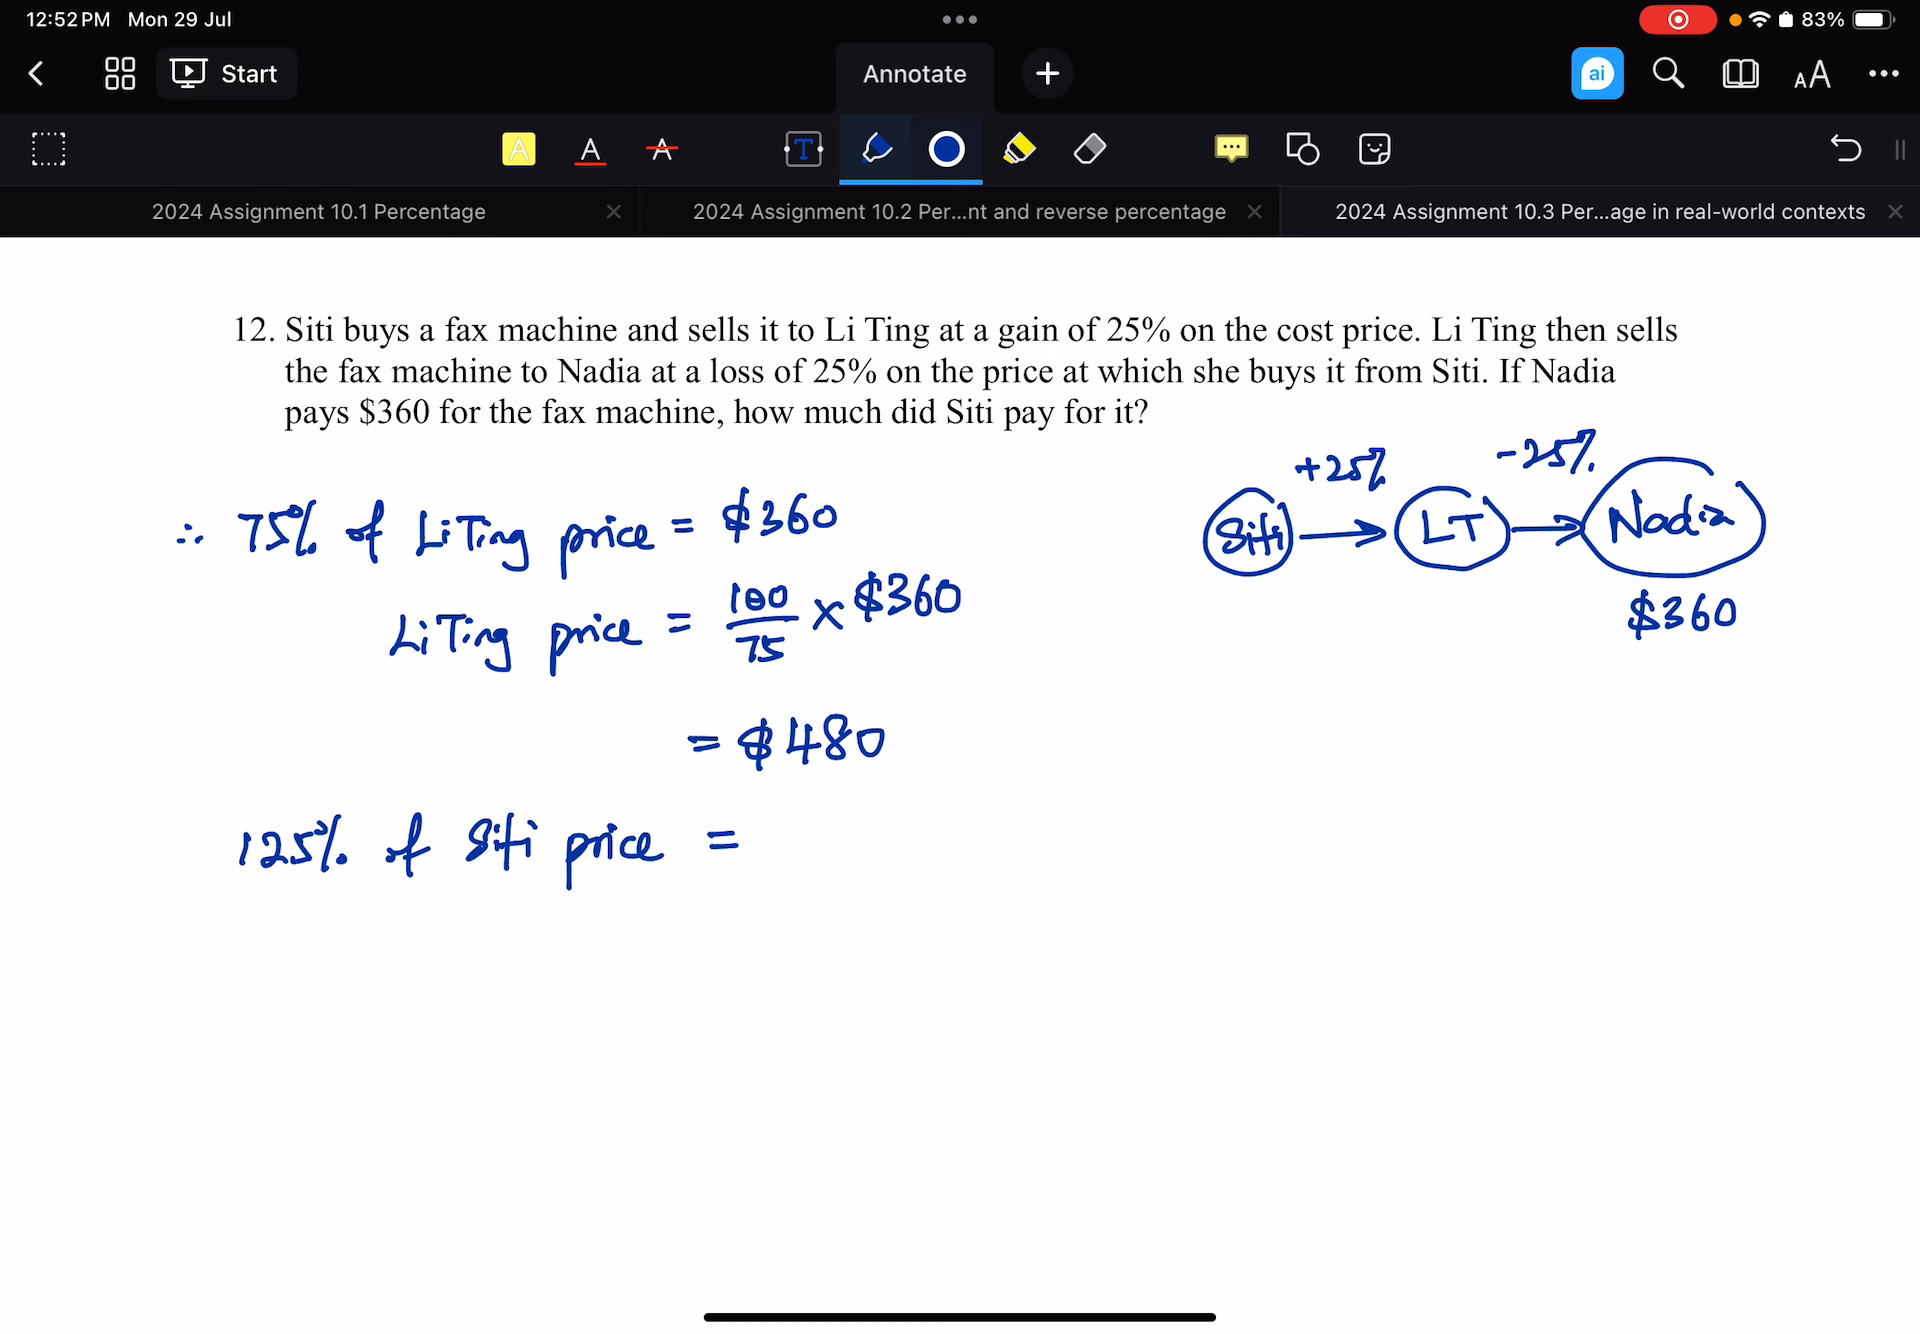 12:52 PM Mon 29 Jul
83%
Start
Annotate
ai
AA
A
A
A
T
2024 Assignment 10.1 Percentage
2024 Assignment 10.2 Per...nt and reverse percentage
2024 Assignment 10.3 Per...age in real-world contexts
12. Siti buys a fax machine and sells it to Li Ting at a gain of 25% on the cost price. Li Ting then sells
the fax machine to Nadia at a loss of 25% on the price at which she buys it from Siti. If Nadia
pays $360 for the fax machine, how much did Siti pay for it?
+25% -25%
Siti → LT → Nadia
$360
∴ 75% of LiTing price = $360
LiTing price = 100/75 × $360
= $480
125% of Siti price =